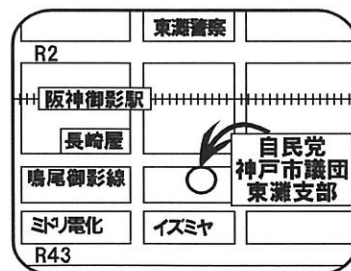 東灘警察
R2
阪神御影駅
長崎屋
自民党
神戸市議団
東灘支部
鳴尾御影線
ミドリ電化
イズミヤ
R43